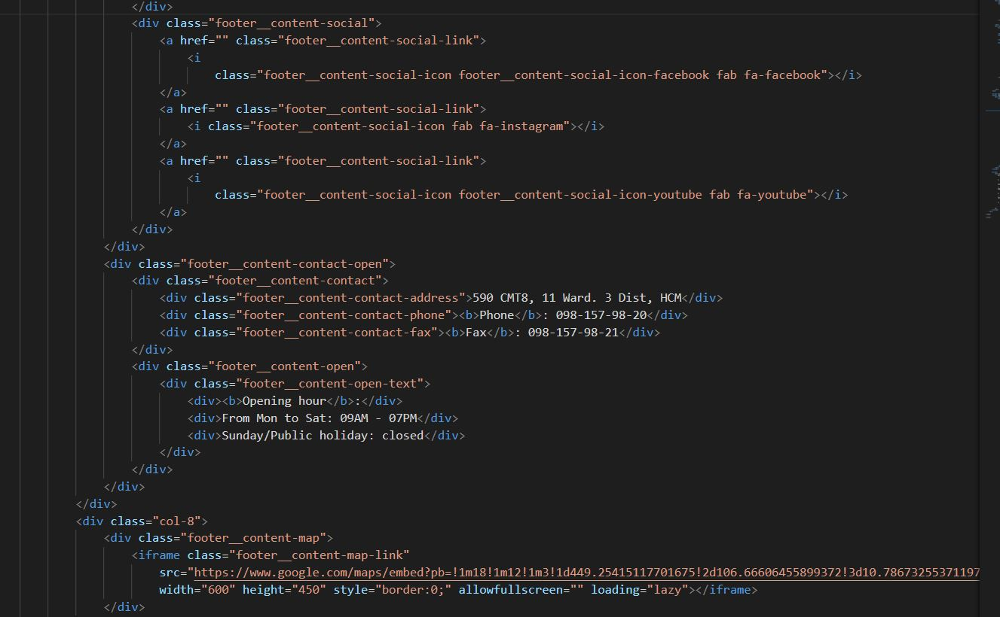 </div>
<div class="footer__content-social">
<a href="" class="footer__content-social-link">
<i
class="footer__content-social-icon footer__content-social-icon-facebook fab fa-facebook"></i>
</a>
<a href="" class="footer__content-social-link">
<i class="footer__content-social-icon fab fa-instagram"></i>
</a>
<a href="" class="footer__content-social-link">
<i
class="footer__content-social-icon footer__content-social-icon-youtube fab fa-youtube"></i>
</a>
</div>
</div>
<div class="footer__content-contact-open">
<div class="footer__content-contact">
<div class="footer__content-contact-address">590 CMT8, 11 Ward. 3 Dist, HCM</div>
<div class="footer__content-contact-phone"><b>Phone</b>: 098-157-98-20</div>
<div class="footer__content-contact-fax"><b>Fax</b>: 098-157-98-21</div>
</div>
<div class="footer__content-open">
<div class="footer__content-open-text">
<div><b>Opening hour</b>:</div>
<div>From Mon to Sat: 09AM - 07PM</div>
<div>Sunday/Public holiday: closed</div>
</div>
</div>
</div>
</div>
<div class="col-8">
<div class="footer__content-map">
<iframe class="footer__content-map-link"
src="https://www.google.com/maps/embed?pb=!1m18!1m12!1m3!1d449.25415117701675!2d106.66606455899372!3d10.78673255371197
width="600" height="450" style="border:0;" allowfullscreen="" loading="lazy"></iframe>
</div>